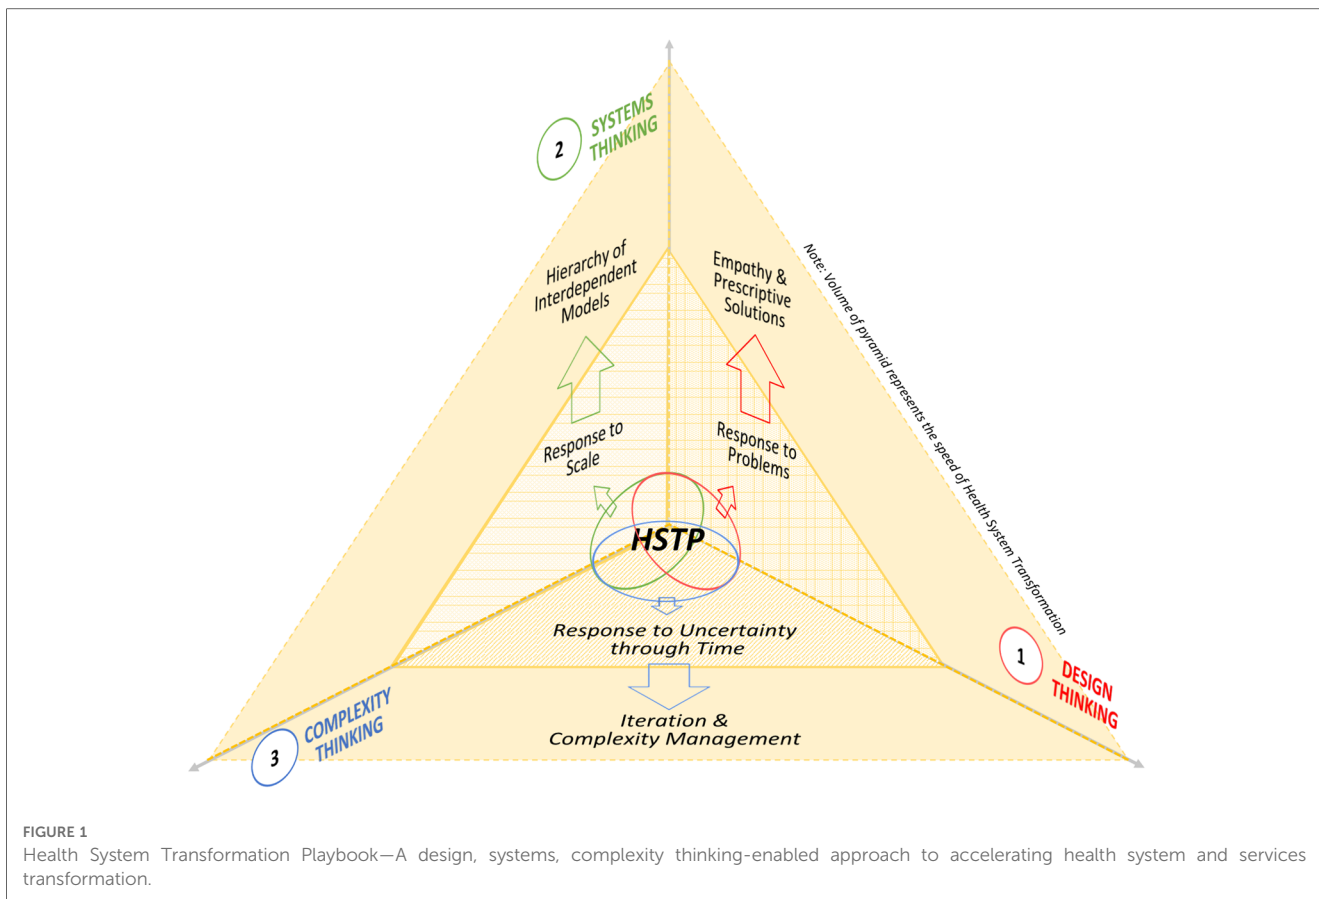 2
SYSTEMS
THINKING
Hierarchy of
Interdependent
Models
Empathy &
Prescriptive
Solutions
Note: Volume of pyramid represents the speed of Health System Transformation
Response to
Scale
Response to
Problems
HSTP
Response to Uncertainty
through Time
1
DESIGN
THINKING
Iteration &
Complexity Management
3
COMPLEXITY
THINKING
FIGURE 1
Health System Transformation Playbook—A design, systems, complexity thinking-enabled approach to accelerating health system and services
transformation.